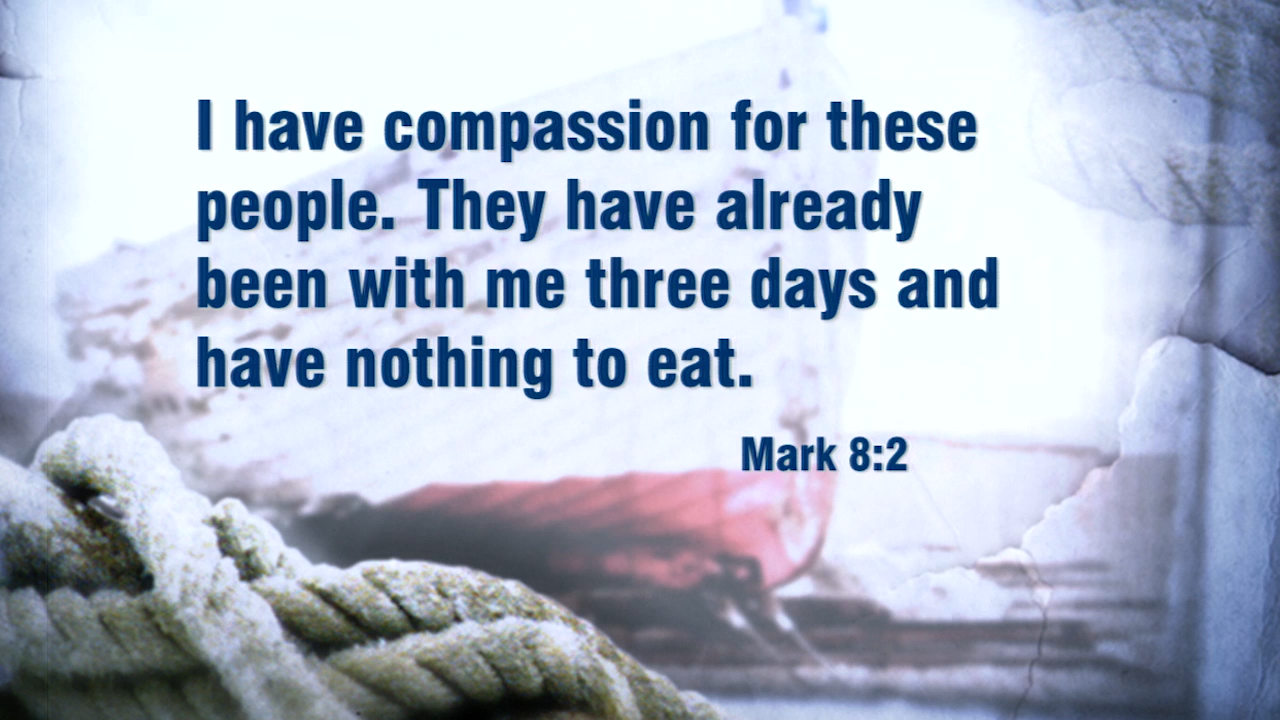 I have compassion for these
people. They have already
been with me three days and
have nothing to eat.
Mark 8:2